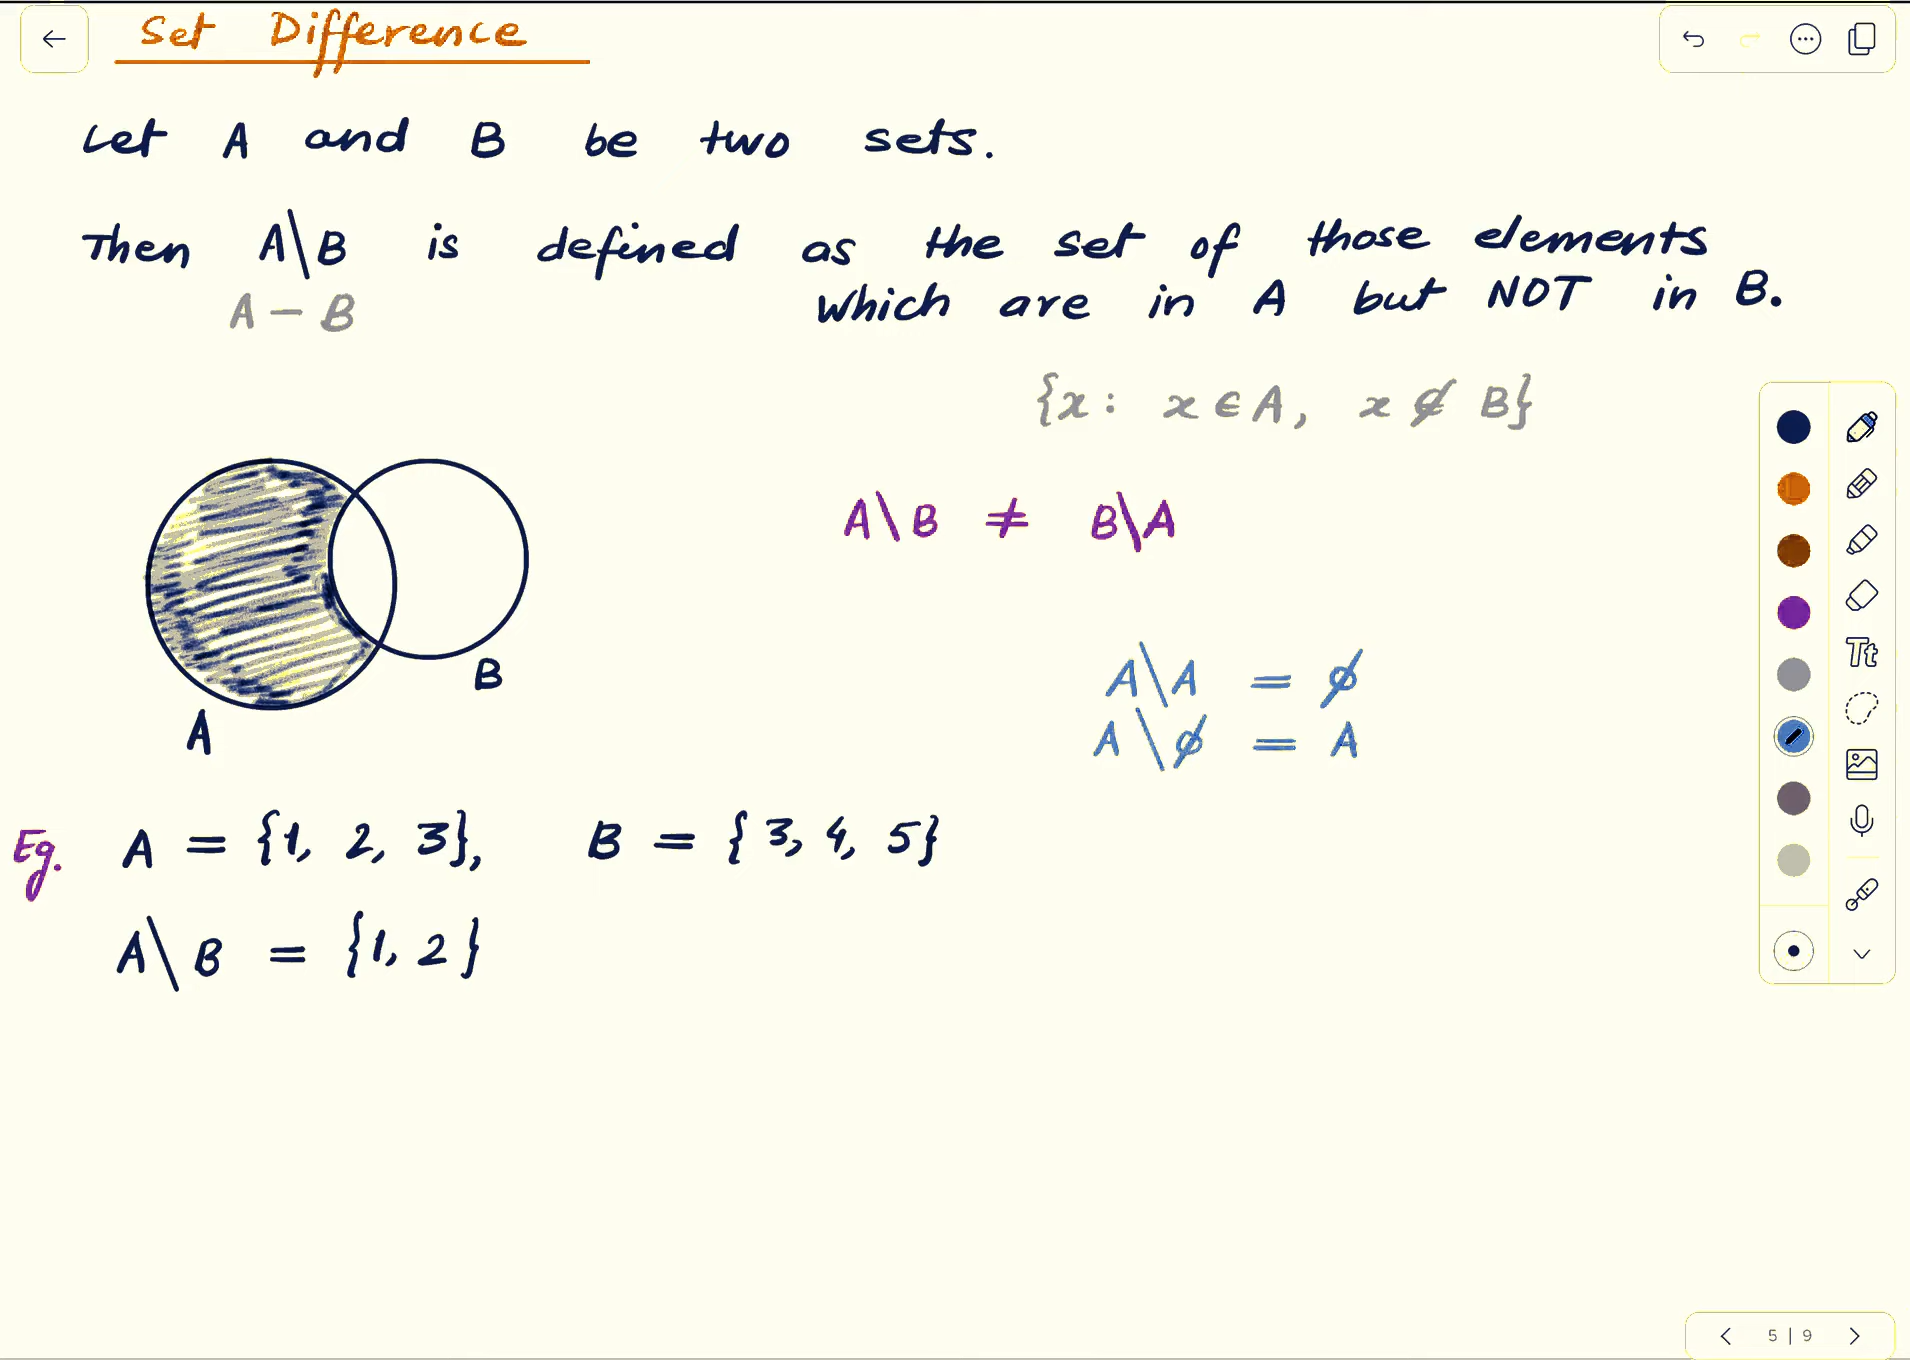 Set Difference
Let A and B be two sets.
Then A\B is defined as the set of those elements
A – B
which are in A but NOT in B.
{x : x ∈ A, x ∉ B}
A\B ≠ B\A
B
A
A\A = ∅
A\∅ = A
Eg. A = {1, 2, 3}, B = {3, 4, 5}
A\B = {1, 2}
Tt
5 | 9